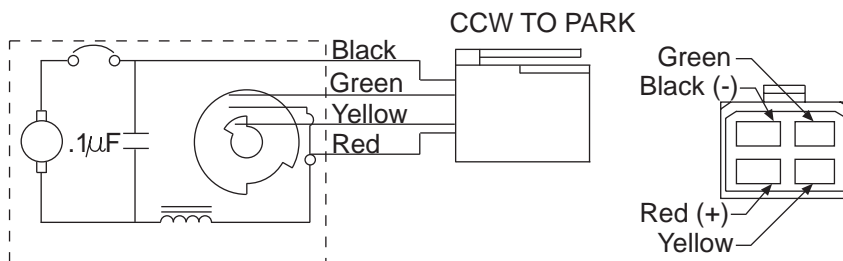 CCW TO PARK
Black
Green
Yellow
Red
.1μF
Green
Black (-)
Red (+)
Yellow